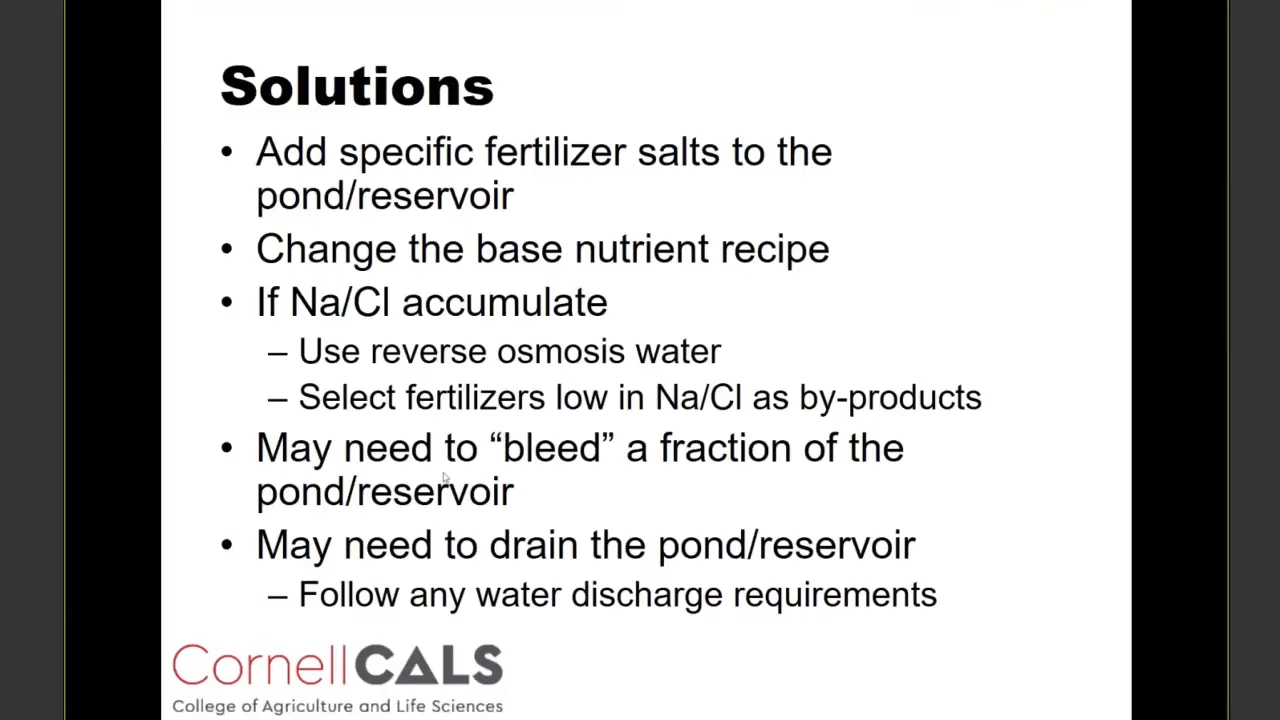 Solutions
• Add specific fertilizer salts to the
pond/reservoir
• Change the base nutrient recipe
• If Na/Cl accumulate
– Use reverse osmosis water
– Select fertilizers low in Na/Cl as by-products
• May need to “bleed” a fraction of the
pond/reservoir
• May need to drain the pond/reservoir
– Follow any water discharge requirements
CornellCALS
College of Agriculture and Life Sciences